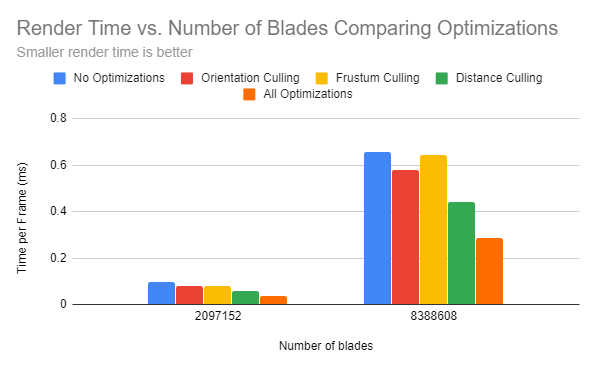 Render Time vs. Number of Blades Comparing Optimizations
Smaller render time is better
No Optimizations Orientation Culling Frustum Culling Distance Culling
All Optimizations
0.8
0.6
0.4
0.2
0
Time per Frame (ms)
2097152 8388608
Number of blades